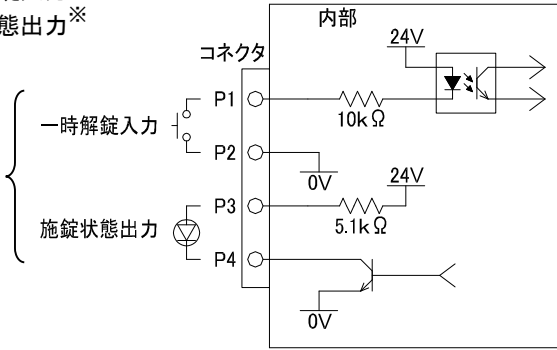 態出力※
内部
コネクタ
24V
P1
一時解錠入力
10kΩ
P2
0V
24V
P3
施錠状態出力
5.1kΩ
P4
0V